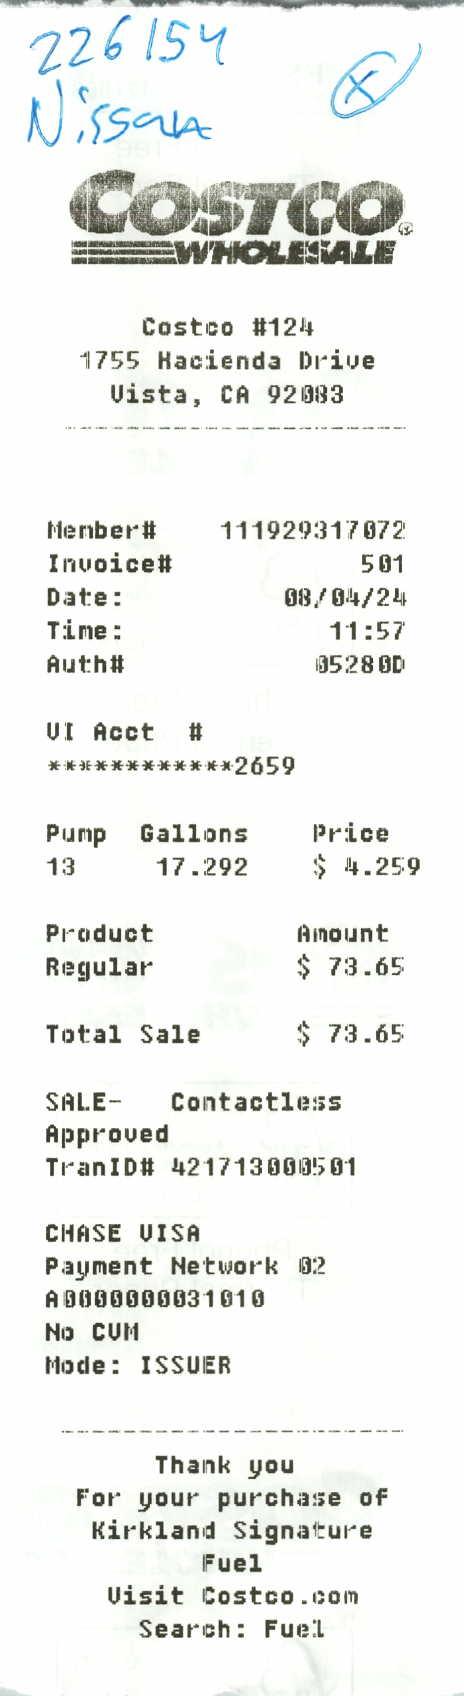 226154
Nissan
X
COSTCO
WHOLESALE
Costco #124
1755 Hacienda Drive
Vista, CA 92083
Member# 111929317072
Invoice# 501
Date: 08/04/24
Time: 11:57
Auth# 05280D
VI Acct #
************2659
Pump Gallons Price
13 17.292 $ 4.259
Product Amount
Regular $ 73.65
Total Sale $ 73.65
SALE- Contactless
Approved
TranID# 421713000501
CHASE VISA
Payment Network 02
A0000000031010
No CVM
Mode: ISSUER
Thank you
For your purchase of
Kirkland Signature
Fuel
Visit Costco.com
Search: Fuel